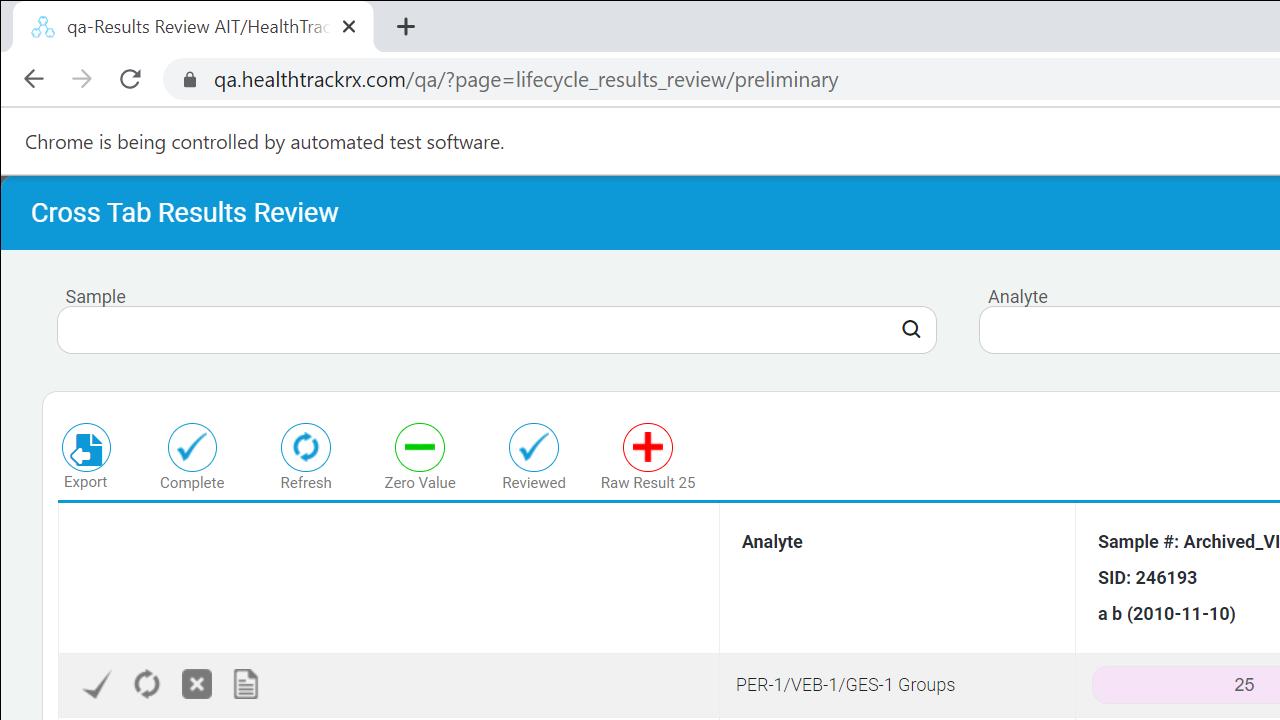 qa-Results Review AIT/HealthTrac
qa.healthtrackrx.com/qa/?page=lifecycle_results_review/preliminary
Chrome is being controlled by automated test software.
Cross Tab Results Review
Sample
Analyte
Export
Complete
Refresh
Zero Value
Reviewed
Raw Result 25
Analyte
Sample #: Archived_VI
SID: 246193
a b (2010-11-10)
PER-1/VEB-1/GES-1 Groups
25